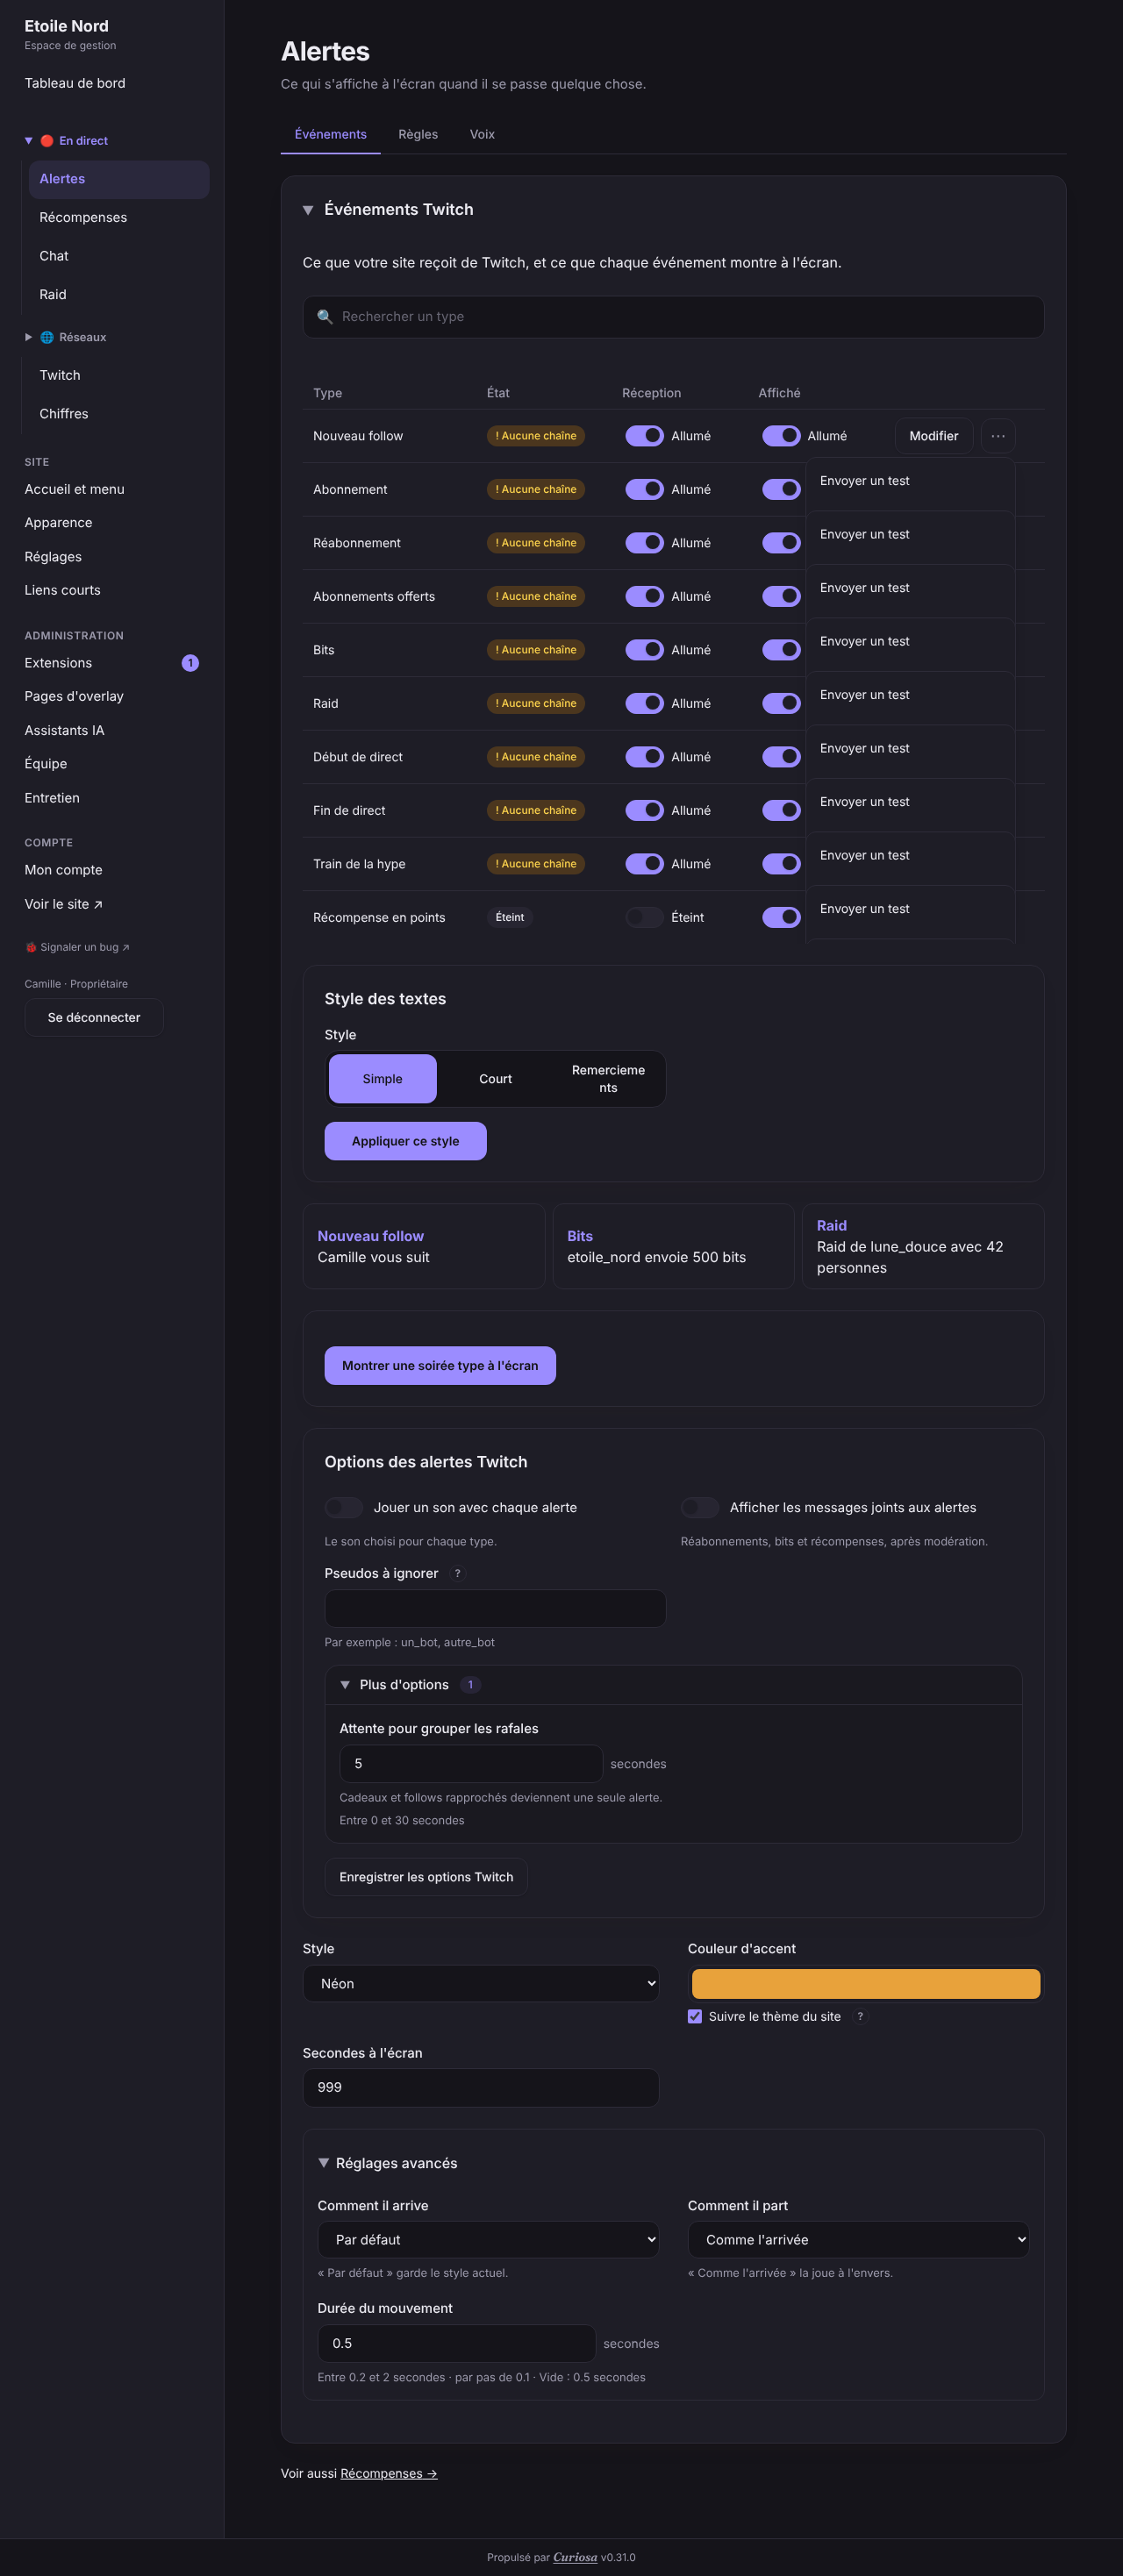 Etoile Nord
Espace de gestion
Tableau de bord
En direct
Alertes
Récompenses
Chat
Raid
Réseaux
Twitch
Chiffres
SITE
Accueil et menu
Apparence
Réglages
Liens courts
ADMINISTRATION
Extensions 1
Pages d'overlay
Assistants IA
Équipe
Entretien
COMPTE
Mon compte
Voir le site ↗
Signaler un bug ↗
Camille · Propriétaire
Se déconnecter
Alertes
Ce qui s'affiche à l'écran quand il se passe quelque chose.
Événements Règles Voix
Événements Twitch
Ce que votre site reçoit de Twitch, et ce que chaque événement montre à l'écran.
Rechercher un type
Type État Réception Affiché
Nouveau follow ! Aucune chaîne Allumé Allumé Modifier ⋯
Abonnement ! Aucune chaîne Allumé Envoyer un test
Réabonnement ! Aucune chaîne Allumé Envoyer un test
Abonnements offerts ! Aucune chaîne Allumé Envoyer un test
Bits ! Aucune chaîne Allumé Envoyer un test
Raid ! Aucune chaîne Allumé Envoyer un test
Début de direct ! Aucune chaîne Allumé Envoyer un test
Fin de direct ! Aucune chaîne Allumé Envoyer un test
Train de la hype ! Aucune chaîne Allumé Envoyer un test
Récompense en points Éteint Éteint Envoyer un test
Style des textes
Style
Simple Court Remercieme
nts
Appliquer ce style
Nouveau follow
Camille vous suit
Bits
etoile_nord envoie 500 bits
Raid
Raid de lune_douce avec 42
personnes
Montrer une soirée type à l'écran
Options des alertes Twitch
Jouer un son avec chaque alerte
Le son choisi pour chaque type.
Afficher les messages joints aux alertes
Réabonnements, bits et récompenses, après modération.
Pseudos à ignorer ?
Par exemple : un_bot, autre_bot
Plus d'options 1
Attente pour grouper les rafales
5 secondes
Cadeaux et follows rapprochés deviennent une seule alerte.
Entre 0 et 30 secondes
Enregistrer les options Twitch
Style
Néon
Couleur d'accent
Suivre le thème du site ?
Secondes à l'écran
999
Réglages avancés
Comment il arrive
Par défaut
« Par défaut » garde le style actuel.
Comment il part
Comme l'arrivée
« Comme l'arrivée » la joue à l'envers.
Durée du mouvement
0.5 secondes
Entre 0.2 et 2 secondes · par pas de 0.1 · Vide : 0.5 secondes
Voir aussi Récompenses →
Propulsé par Curiosa v0.31.0